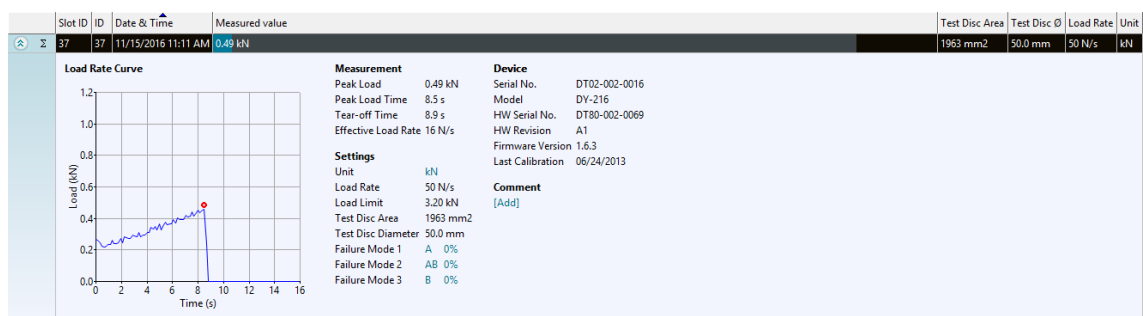 Slot ID ID Date & Time Measured value Test Disc Area Test Disc Ø Load Rate Unit
Σ 37 37 11/15/2016 11:11 AM 0.49 kN 1963 mm2 50.0 mm 50 N/s kN
Load Rate Curve
1.2
1.0
0.8
0.6
0.4
0.2
0.0
Load (kN)
0 2 4 6 8 10 12 14 16
Time (s)
Measurement
Peak Load 0.49 kN
Peak Load Time 8.5 s
Tear-off Time 8.9 s
Effective Load Rate 16 N/s
Settings
Unit kN
Load Rate 50 N/s
Load Limit 3.20 kN
Test Disc Area 1963 mm2
Test Disc Diameter 50.0 mm
Failure Mode 1 A 0%
Failure Mode 2 AB 0%
Failure Mode 3 B 0%
Device
Serial No. DT02-002-0016
Model DY-216
HW Serial No. DT80-002-0069
HW Revision A1
Firmware Version 1.6.3
Last Calibration 06/24/2013
Comment
[Add]